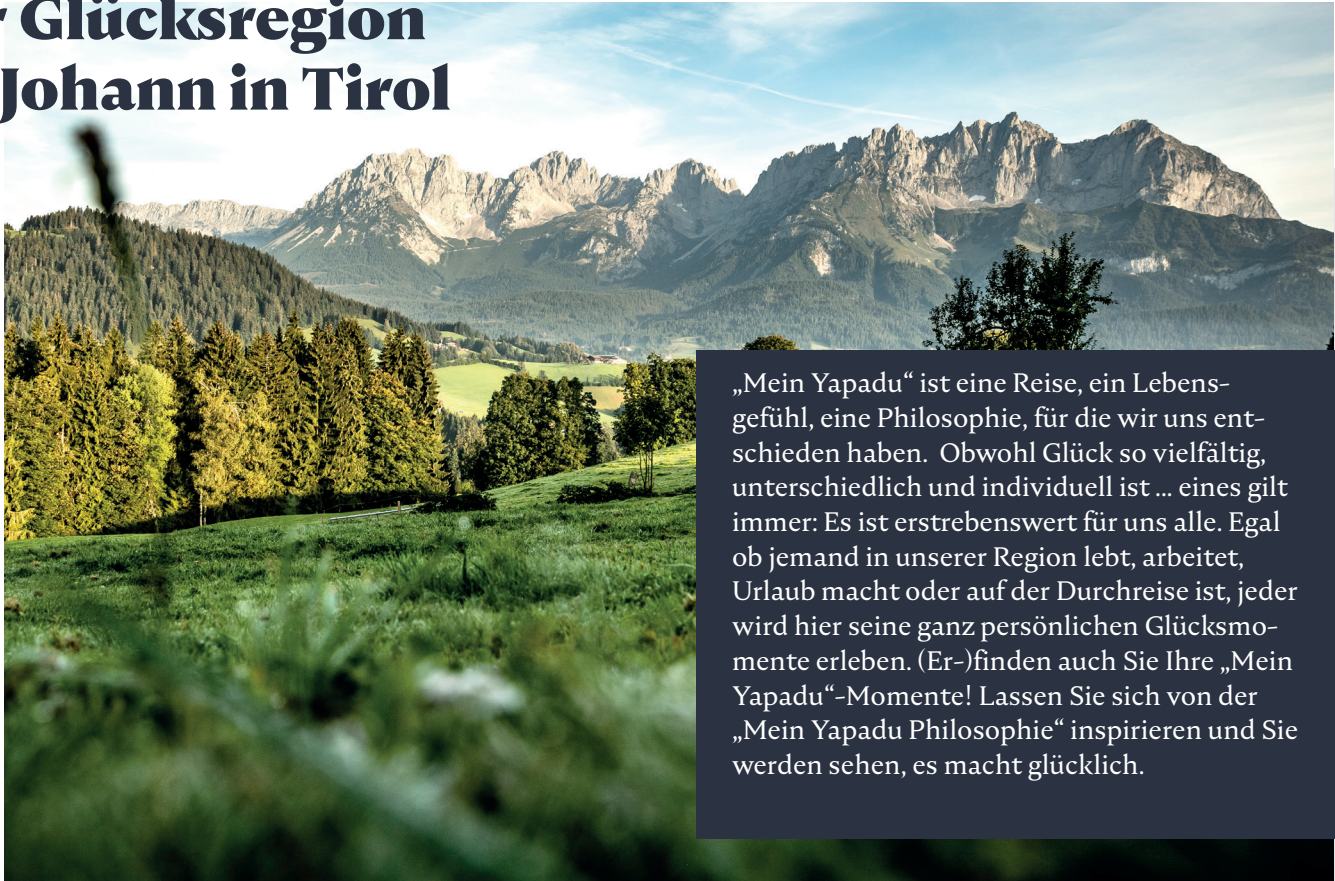 Glücksregion
Johann in Tirol
„Mein Yapadu“ ist eine Reise, ein Lebens-
gefühl, eine Philosophie, für die wir uns ent-
schieden haben.  Obwohl Glück so vielfältig,
unterschiedlich und individuell ist ... eines gilt
immer: Es ist erstrebenswert für uns alle. Egal
ob jemand in unserer Region lebt, arbeitet,
Urlaub macht oder auf der Durchreise ist, jeder
wird hier seine ganz persönlichen Glücksmo-
mente erleben. (Er-)finden auch Sie Ihre „Mein
Yapadu“-Momente! Lassen Sie sich von der
„Mein Yapadu Philosophie“ inspirieren und Sie
werden sehen, es macht glücklich.